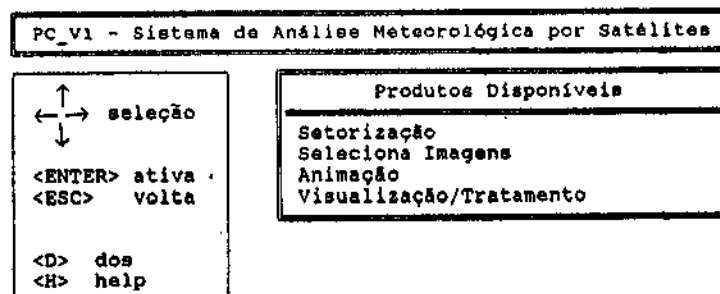 PC_V1 - Sistema de Análise Meteorológica por Satélites
seleção
<ENTER> ativa
<ESC> volta
<D> dos
<H> help
Produtos Disponíveis
Setorização
Seleciona Imagens
Animação
Visualização/Tratamento